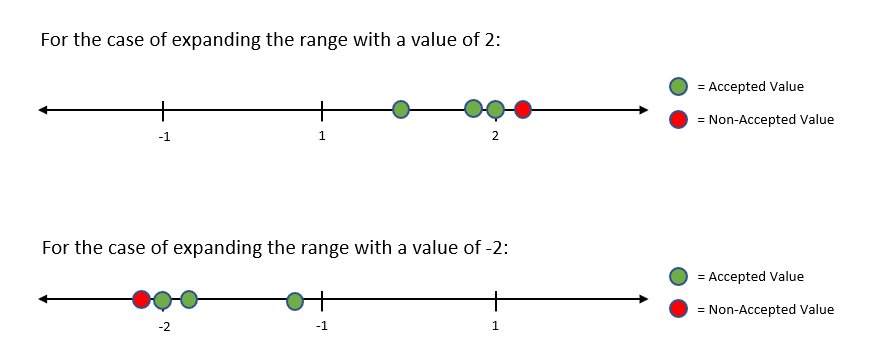 For the case of expanding the range with a value of 2:
= Accepted Value
= Non-Accepted Value
-1 1 2
For the case of expanding the range with a value of -2:
= Accepted Value
= Non-Accepted Value
-2 -1 1